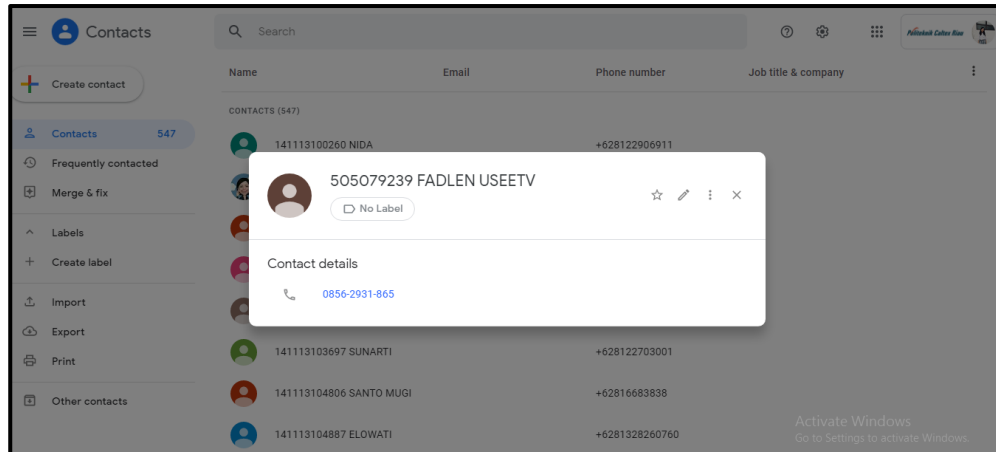 Contacts
Search
Politeknik Caltex Riau
Create contact
Name Email Phone number Job title & company
CONTACTS (547)
Contacts 547
141113100260 NIDA +628122906911
Frequently contacted
Merge & fix
505079239 FADLEN USEETV
No Label
Labels
Create label
Contact details
0856-2931-865
Import
Export
Print
141113103697 SUNARTI +628122703001
141113104806 SANTO MUGI +62816683838
Other contacts
141113104887 ELOWATI +6281328260760
Activate Windows
Go to Settings to activate Windows.